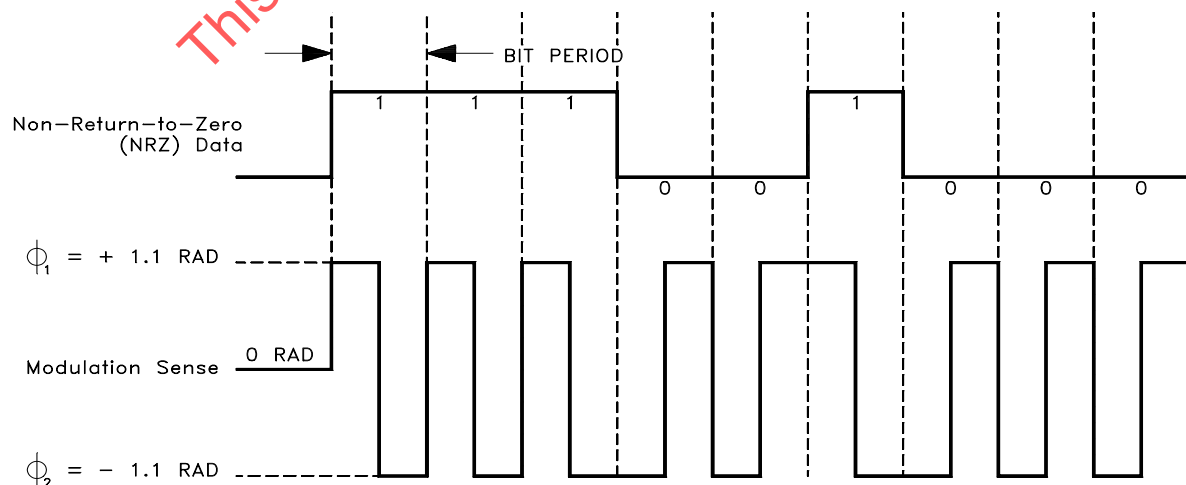 This
BIT PERIOD
1 1 1 1
Non-Return-to-Zero
(NRZ) Data
0 0 0 0 0
ϕ₁ = + 1.1 RAD
0 RAD
Modulation Sense
ϕ₂ = - 1.1 RAD